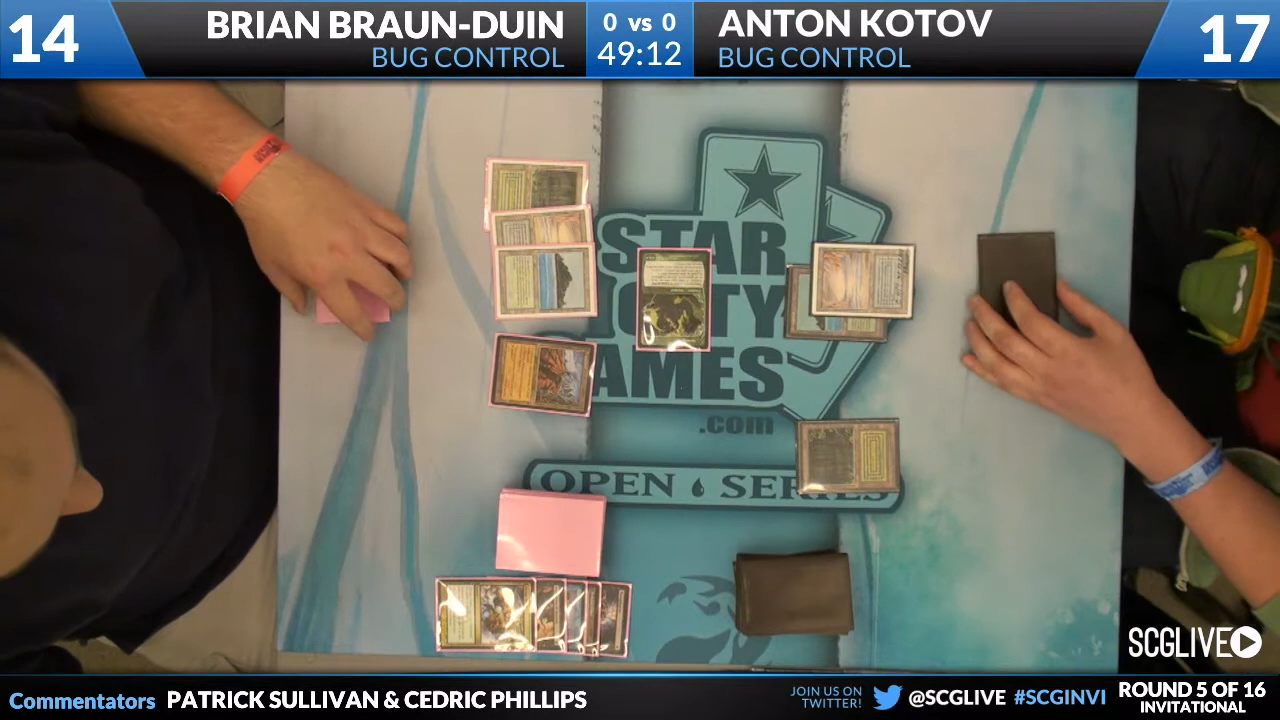 14
BRIAN BRAUN-DUIN
BUG CONTROL
0 vs 0
49:12
ANTON KOTOV
BUG CONTROL
17
STAR
CITY
GAMES
.com
OPEN SERIES
SCGLIVE
Commentators PATRICK SULLIVAN & CEDRIC PHILLIPS
JOIN US ON
TWITTER!
@SCGLIVE #SCGINVI
ROUND 5 OF 16
INVITATIONAL